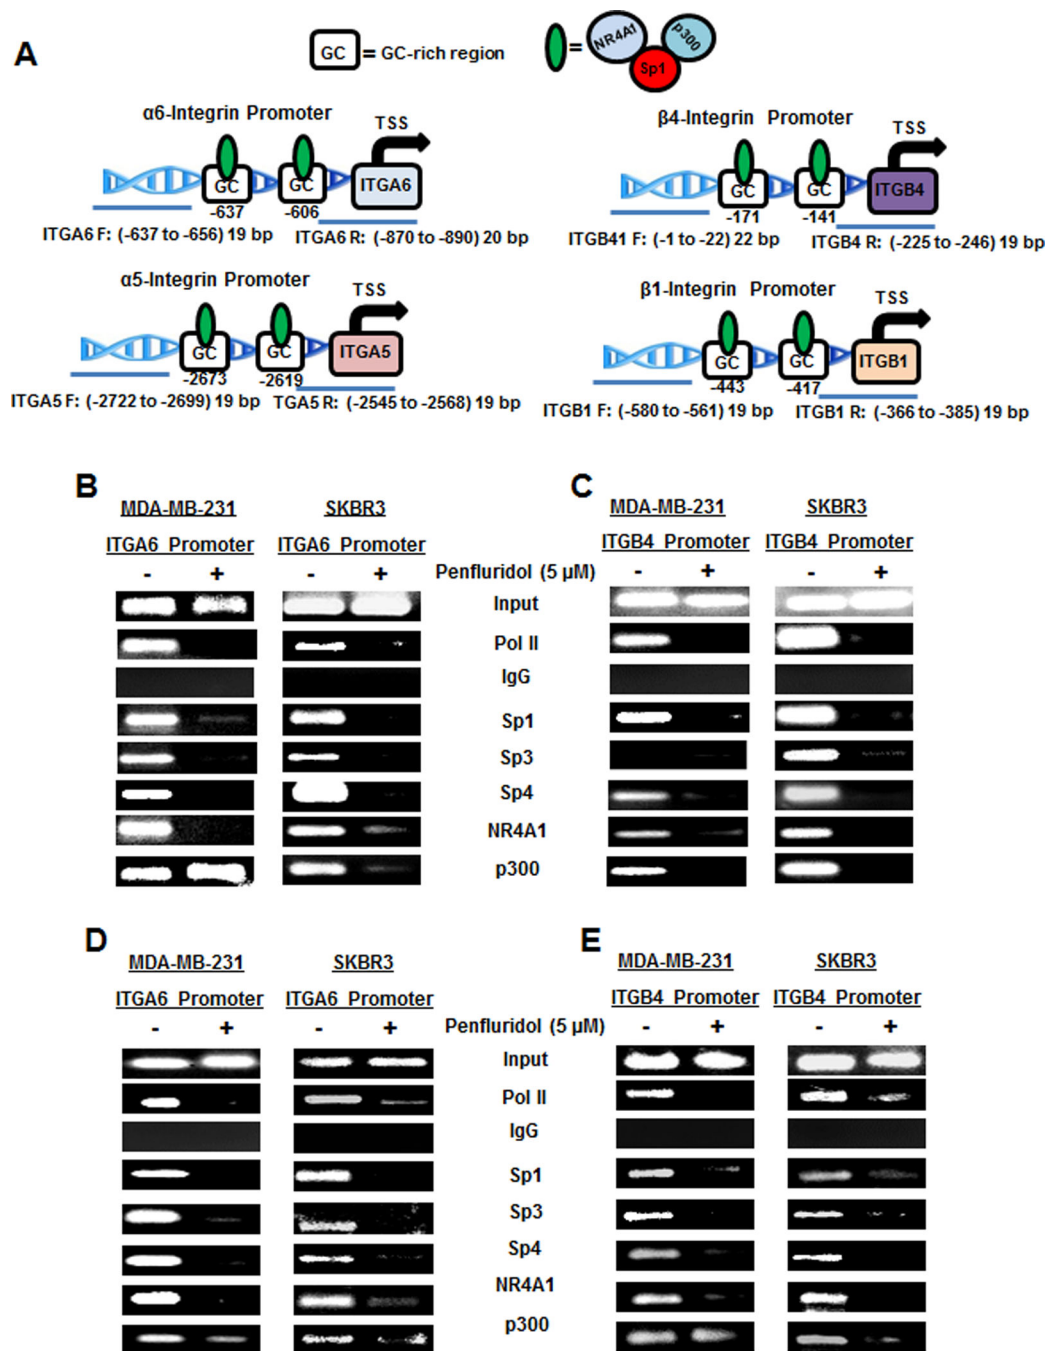 A
GC = GC-rich region
= NR4A1 p300 Sp1
α6-Integrin Promoter
TSS
GC GC ITGA6
-637 -606
ITGA6 F: (-637 to -656) 19 bp
ITGA6 R: (-870 to -890) 20 bp
β4-Integrin Promoter
TSS
GC GC ITGB4
-171 -141
ITGB41 F: (-1 to -22) 22 bp
ITGB4 R: (-225 to -246) 19 bp
α5-Integrin Promoter
TSS
GC GC ITGA5
-2673 -2619
ITGA5 F: (-2722 to -2699) 19 bp
TGA5 R: (-2545 to -2568) 19 bp
β1-Integrin Promoter
TSS
GC GC ITGB1
-443 -417
ITGB1 F: (-580 to -561) 19 bp
ITGB1 R: (-366 to -385) 19 bp
B
MDA-MB-231 SKBR3
ITGA6 Promoter ITGA6 Promoter
- + - +
C
MDA-MB-231 SKBR3
ITGB4 Promoter ITGB4 Promoter
- + - +
Penfluridol (5 μM)
Input
Pol II
IgG
Sp1
Sp3
Sp4
NR4A1
p300
D
MDA-MB-231 SKBR3
ITGA6 Promoter ITGA6 Promoter
- + - +
E
MDA-MB-231 SKBR3
ITGB4 Promoter ITGB4 Promoter
- + - +
Penfluridol (5 μM)
Input
Pol II
IgG
Sp1
Sp3
Sp4
NR4A1
p300